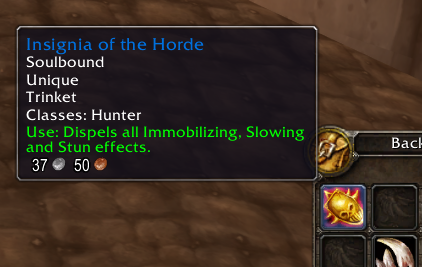 Insignia of the Horde
Soulbound
Unique
Trinket
Classes: Hunter
Use: Dispels all Immobilizing, Slowing
and Stun effects.
37 50
Back